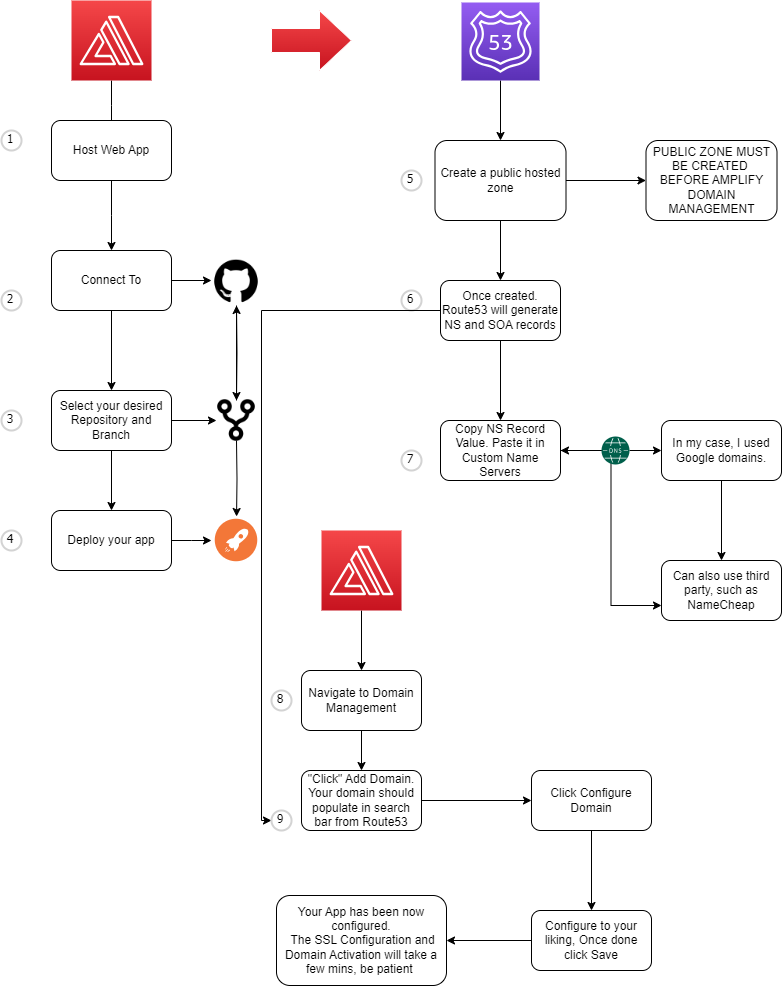 53
1
Host Web App
2
Connect To
3
Select your desired
Repository and
Branch
4
Deploy your app
5
Create a public hosted
zone
PUBLIC ZONE MUST
BE CREATED
BEFORE AMPLIFY
DOMAIN
MANAGEMENT
6
Once created.
Route53 will generate
NS and SOA records
7
Copy NS Record
Value. Paste it in
Custom Name
Servers
DNS
In my case, I used
Google domains.
Can also use third
party, such as
NameCheap
8
Navigate to Domain
Management
9
"Click" Add Domain.
Your domain should
populate in search
bar from Route53
Click Configure
Domain
Configure to your
liking, Once done
click Save
Your App has been now
configured.
The SSL Configuration and
Domain Activation will take a
few mins, be patient